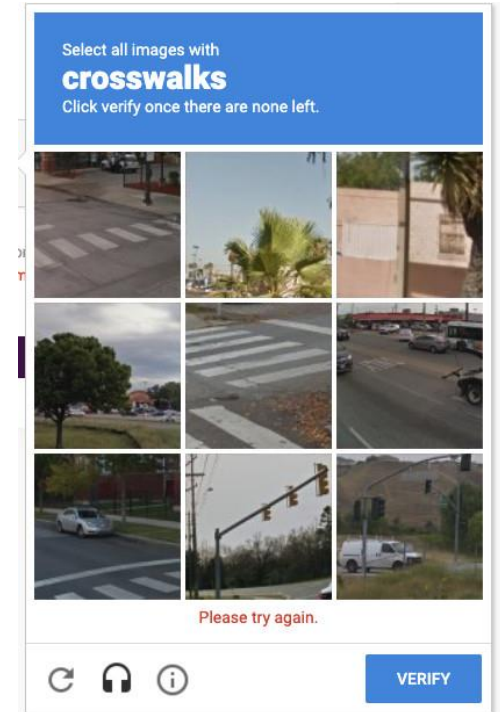 Select all images with
crosswalks
Click verify once there are none left.
Please try again.
VERIFY